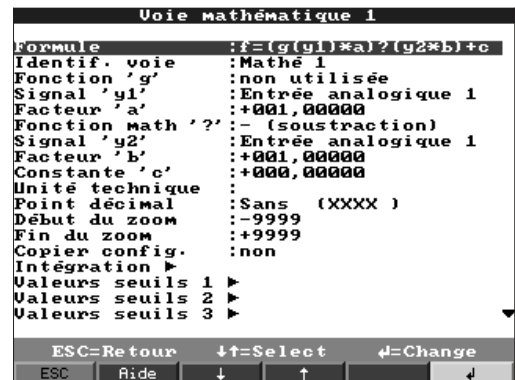 Voie mathématique 1
Formule :f=(g(y1)*a)?(y2*b)+c
Identif. voie :Mathé 1
Fonction 'g' :non utilisée
Signal 'y1' :Entrée analogique 1
Facteur 'a' :+001,00000
Fonction math '?':- (soustraction)
Signal 'y2' :Entrée analogique 1
Facteur 'b' :+001,00000
Constante 'c' :+000,00000
Unité technique :
Point décimal :Sans (XXXX )
Début du zoom :-9999
Fin du zoom :+9999
Copier config. :non
Intégration ►
Valeurs seuils 1 ►
Valeurs seuils 2 ►
Valeurs seuils 3 ►
ESC=Retour ↓↑=Select ↲=Change
ESC Aide ↓ ↑ ↲